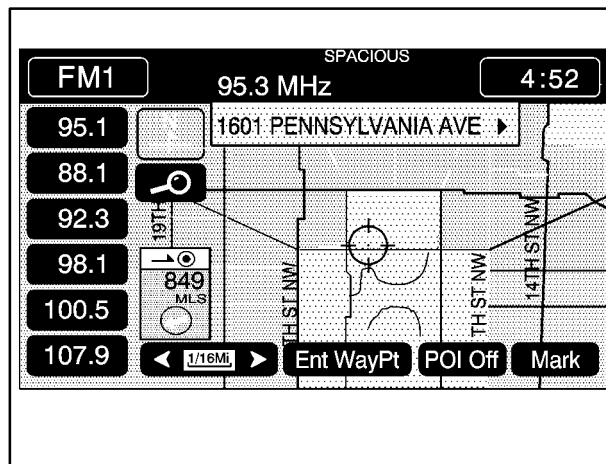 SPACIOUS
FM1
95.3 MHz
4:52
95.1
1601 PENNSYLVANIA AVE
88.1
92.3
19TH
98.1
849
MLS
TH ST NW
TH ST NW
14TH ST NW
100.5
107.9
1/16Mi
Ent WayPt
POI Off
Mark